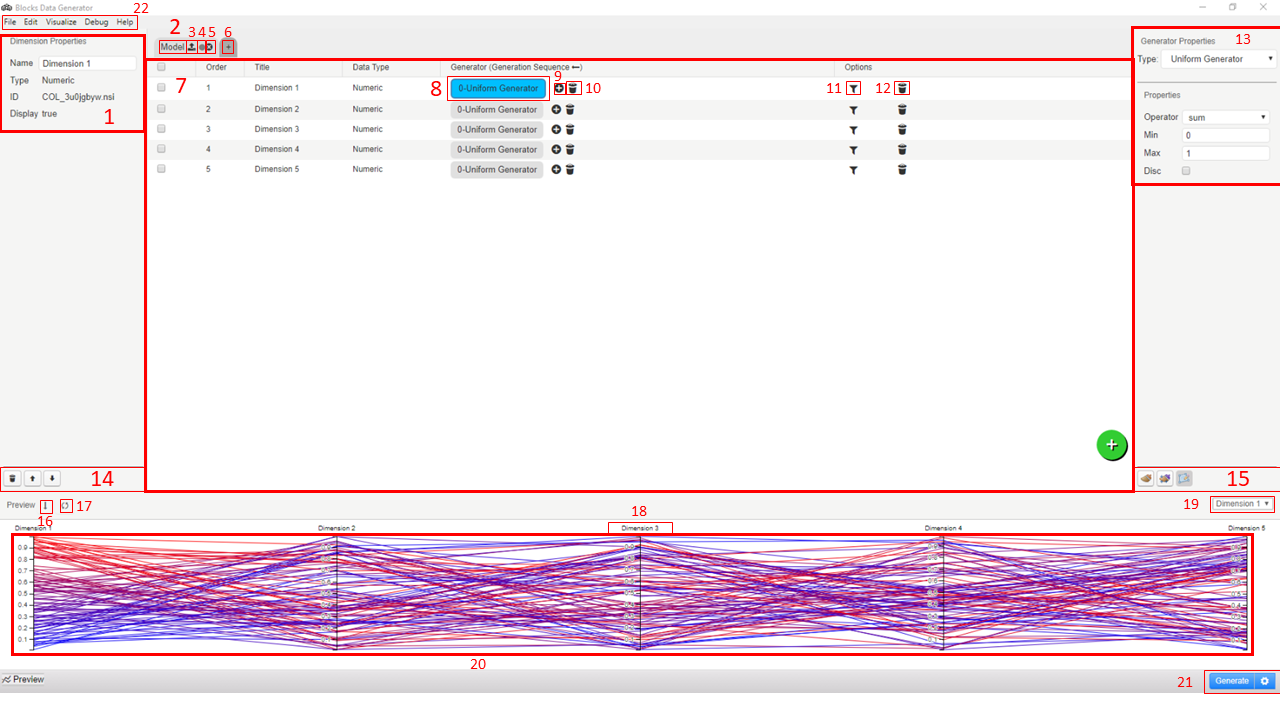 Blocks Data Generator
22
File Edit Visualize Debug Help
2 3 4 5 6
Model +
Dimension Properties
Name Dimension 1
Type Numeric
ID COL_3u0jgbyw.nsi
Display true
1
Order Title Data Type Generator (Generation Sequence ⟵) Options
7 1 Dimension 1 Numeric 8 0-Uniform Generator 9 10 11 12
2 Dimension 2 Numeric 0-Uniform Generator
3 Dimension 3 Numeric 0-Uniform Generator
4 Dimension 4 Numeric 0-Uniform Generator
5 Dimension 5 Numeric 0-Uniform Generator
Generator Properties 13
Type: Uniform Generator
Properties
Operator sum
Min 0
Max 1
Disc
+
14
15
Preview 16 17
18
19 Dimension 1
Dimension 1 Dimension 2 Dimension 3 Dimension 4 Dimension 5
0.9
0.8
0.7
0.6
0.5
0.4
0.3
0.2
0.1
20
Preview
21 Generate